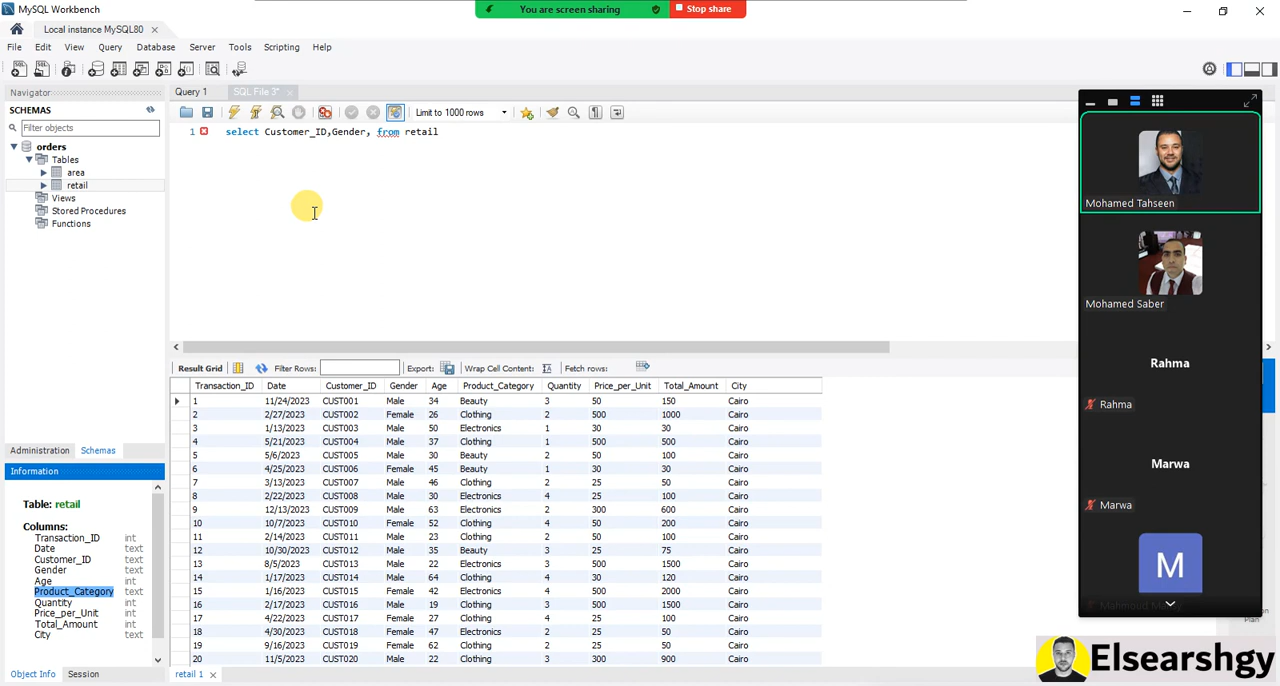 MySQL Workbench
You are screen sharing
Stop share
Local instance MySQL80
File Edit View Query Database Server Tools Scripting Help
Navigator
SCHEMAS
Filter objects
orders
Tables
area
retail
Views
Stored Procedures
Functions
Query 1
SQL File 3*
Limit to 1000 rows
1 select Customer_ID,Gender, from retail
Result Grid Filter Rows: Export: Wrap Cell Content: Fetch rows:
Transaction_ID Date Customer_ID Gender Age Product_Category Quantity Price_per_Unit Total_Amount City
1 11/24/2023 CUST001 Male 34 Beauty 3 50 150 Cairo
2 2/27/2023 CUST002 Female 26 Clothing 2 500 1000 Cairo
3 1/13/2023 CUST003 Male 50 Electronics 1 30 30 Cairo
4 5/21/2023 CUST004 Male 37 Clothing 1 500 500 Cairo
5 5/6/2023 CUST005 Male 30 Beauty 2 50 100 Cairo
6 4/25/2023 CUST006 Female 45 Beauty 1 30 30 Cairo
7 3/13/2023 CUST007 Male 46 Clothing 2 25 50 Cairo
8 2/22/2023 CUST008 Male 30 Electronics 4 25 100 Cairo
9 12/13/2023 CUST009 Male 63 Electronics 2 300 600 Cairo
10 10/7/2023 CUST010 Female 52 Clothing 4 50 200 Cairo
11 2/14/2023 CUST011 Male 23 Clothing 2 50 100 Cairo
12 10/30/2023 CUST012 Male 35 Beauty 3 25 75 Cairo
13 8/5/2023 CUST013 Male 22 Electronics 3 500 1500 Cairo
14 1/17/2023 CUST014 Male 64 Clothing 4 30 120 Cairo
15 1/16/2023 CUST015 Female 42 Electronics 4 500 2000 Cairo
16 2/17/2023 CUST016 Male 19 Clothing 3 500 1500 Cairo
17 4/22/2023 CUST017 Female 27 Clothing 4 25 100 Cairo
18 4/30/2023 CUST018 Female 47 Electronics 2 25 50 Cairo
19 9/16/2023 CUST019 Female 62 Clothing 2 25 50 Cairo
20 11/5/2023 CUST020 Male 22 Clothing 3 300 900 Cairo
retail 1
Administration Schemas
Information
Table: retail
Columns:
Transaction_ID int
Date text
Customer_ID text
Gender text
Age int
Product_Category text
Quantity int
Price_per_Unit int
Total_Amount int
City text
Object Info Session
Mohamed Tahseen
Mohamed Saber
Rahma
Rahma
Marwa
Marwa
M
Plan
Elsearshgy